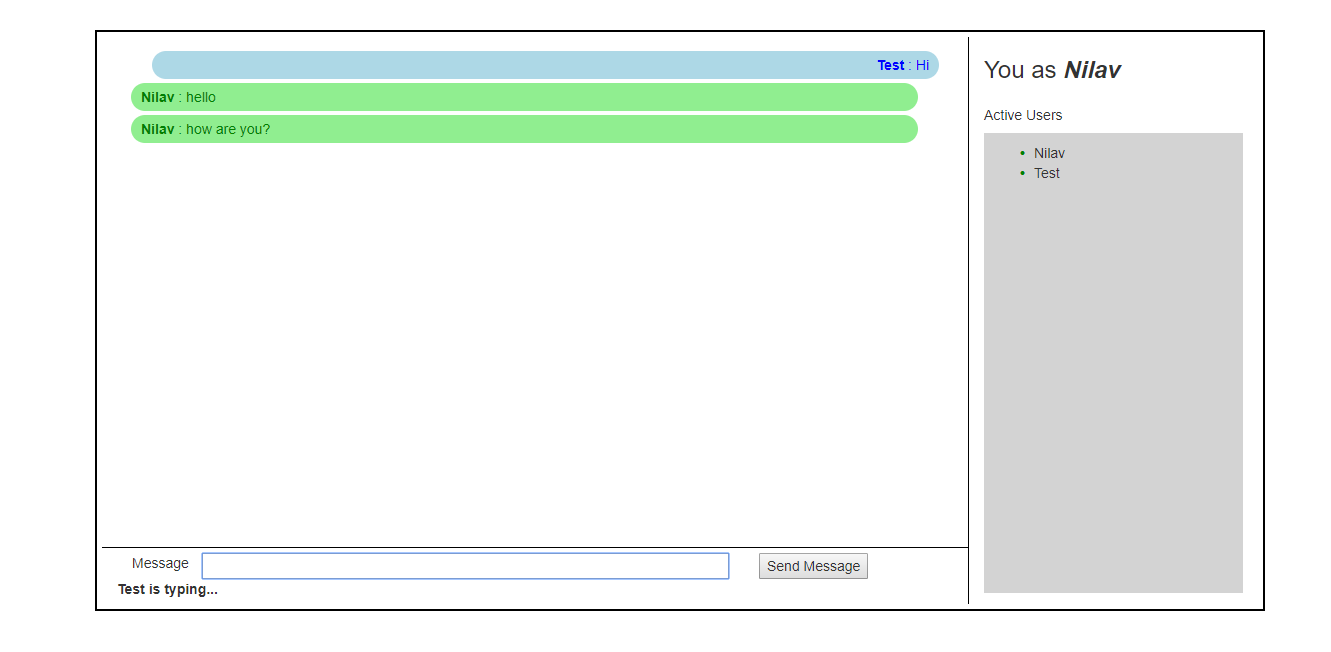 Test : Hi
Nilav : hello
Nilav : how are you?
Message
Send Message
Test is typing...
You as Nilav
Active Users
• Nilav
• Test